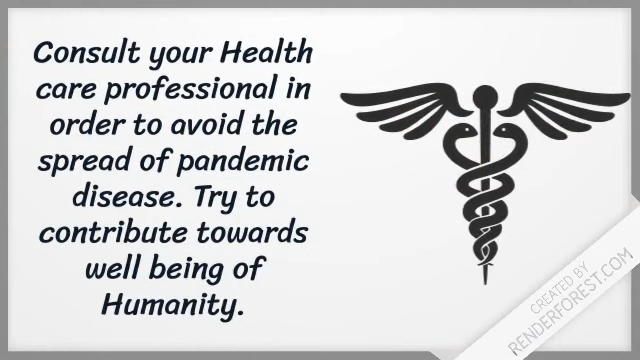 Consult your Health
care professional in
order to avoid the
spread of pandemic
disease. Try to
contribute towards
well being of
Humanity.
CREATED BY
RENDERFOREST.COM